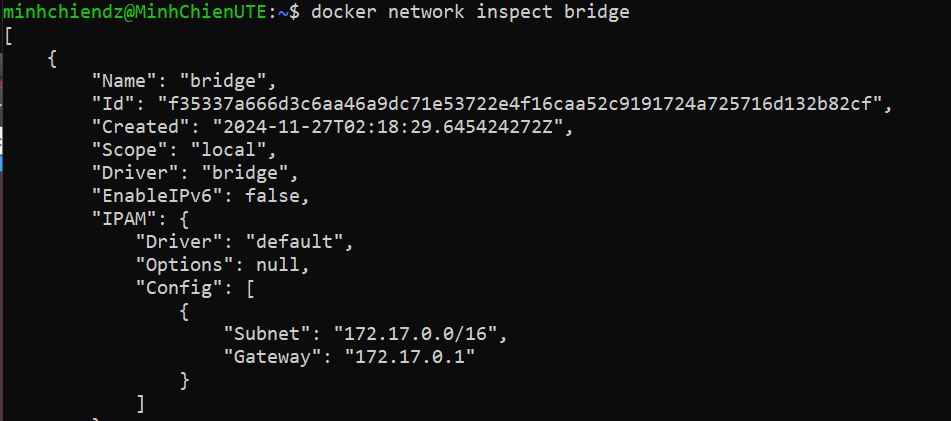 minhchiendz@MinhChienUTE:~$ docker network inspect bridge
[
    {
        "Name": "bridge",
        "Id": "f35337a666d3c6aa46a9dc71e53722e4f16caa52c9191724a725716d132b82cf",
        "Created": "2024-11-27T02:18:29.645424272Z",
        "Scope": "local",
        "Driver": "bridge",
        "EnableIPv6": false,
        "IPAM": {
            "Driver": "default",
            "Options": null,
            "Config": [
                {
                    "Subnet": "172.17.0.0/16",
                    "Gateway": "172.17.0.1"
                }
            ]